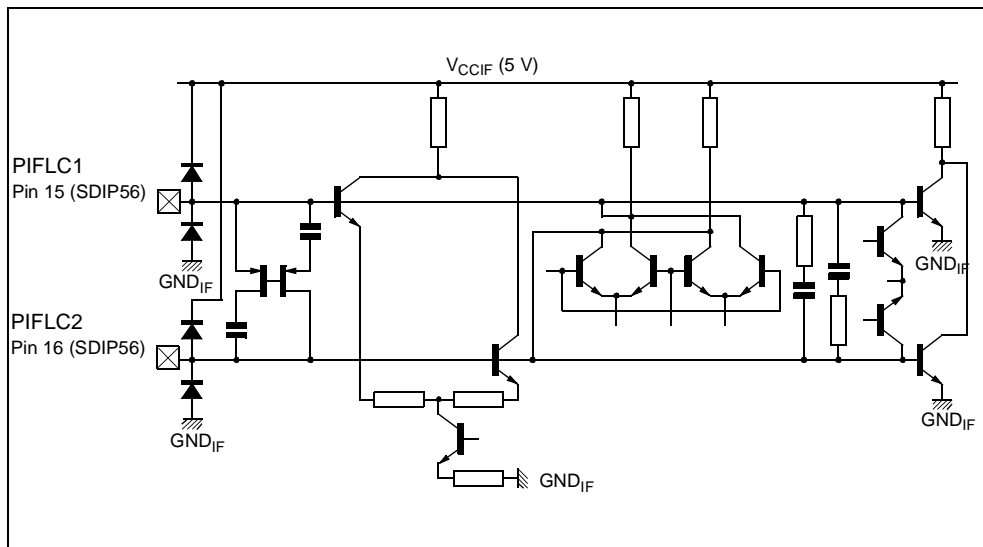 VCCIF (5 V)
PIFLC1
Pin 15 (SDIP56)
GNDIF
GNDIF
PIFLC2
Pin 16 (SDIP56)
GNDIF
GNDIF
GNDIF